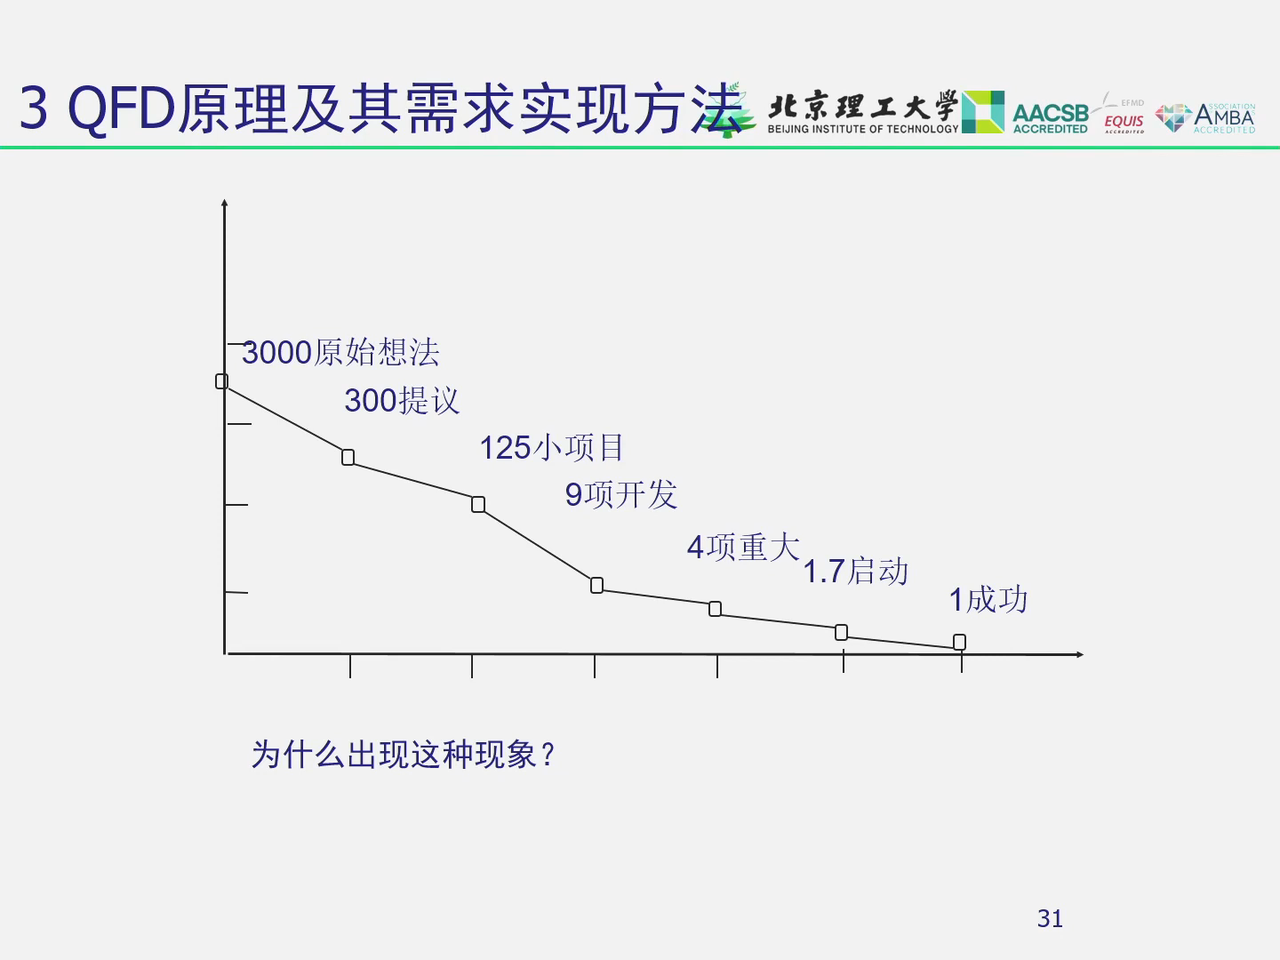 3 QFD原理及其需求实现方法
北京理工大学
BEIJING INSTITUTE OF TECHNOLOGY
AACSB
ACCREDITED
EFMD
EQUIS
ACCREDITED
ASSOCIATION
AMBA
ACCREDITED
3000原始想法
300提议
125小项目
9项开发
4项重大
1.7启动
1成功
为什么出现这种现象？
31